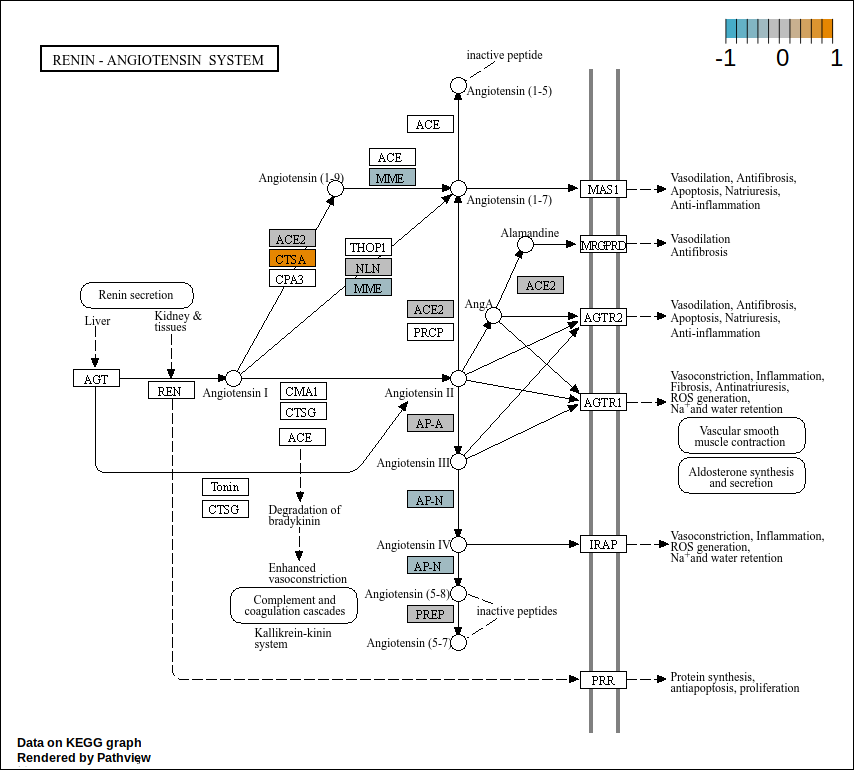 -1 0 1
RENIN - ANGIOTENSIN SYSTEM
inactive peptide
Angiotensin (1-5)
ACE
ACE
MME
Angiotensin (1-9)
Angiotensin (1-7)
MAS1
Vasodilation, Antifibrosis,
Apoptosis, Natriuresis,
Anti-inflammation
ACE2
CTSA
CPA3
THOP1
NLN
MME
Alamandine
MRGPRD
Vasodilation
Antifibrosis
ACE2
Renin secretion
Liver
Kidney &
tissues
ACE2
PRCP
AngA
AGTR2
Vasodilation, Antifibrosis,
Apoptosis, Natriuresis,
Anti-inflammation
AGT
REN
Angiotensin I
CMA1
CTSG
ACE
Angiotensin II
AGTR1
Vasoconstriction, Inflammation,
Fibrosis, Antinatriuresis,
ROS generation,
Na+ and water retention
Vascular smooth
muscle contraction
Aldosterone synthesis
and secretion
AP-A
Angiotensin III
Tonin
CTSG
AP-N
Degradation of
bradykinin
Angiotensin IV
IRAP
Vasoconstriction, Inflammation,
ROS generation,
Na+ and water retention
Enhanced
vasoconstriction
AP-N
Complement and
coagulation cascades
Angiotensin (5-8)
PREP
inactive peptides
Kallikrein-kinin
system
Angiotensin (5-7)
PRR
Protein synthesis,
antiapoptosis, proliferation
Data on KEGG graph
Rendered by Pathview